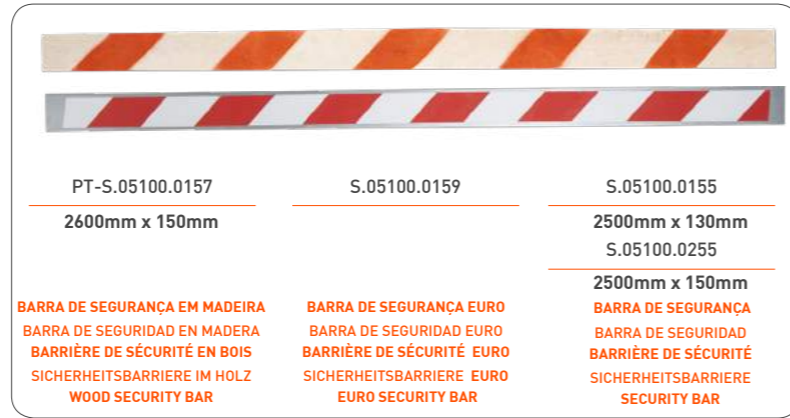 PT-S.05100.0157
2600mm x 150mm
BARRA DE SEGURANÇA EM MADEIRA
BARRA DE SEGURIDAD EN MADERA
BARRIÈRE DE SÉCURITÉ EN BOIS
SICHERHEITSBARRIERE IM HOLZ
WOOD SECURITY BAR
S.05100.0159
BARRA DE SEGURANÇA EURO
BARRA DE SEGURIDAD EURO
BARRIÈRE DE SÉCURITÉ EURO
SICHERHEITSBARRIERE EURO
EURO SECURITY BAR
S.05100.0155
2500mm x 130mm
S.05100.0255
2500mm x 150mm
BARRA DE SEGURANÇA
BARRA DE SEGURIDAD
BARRIÈRE DE SÉCURITÉ
SICHERHEITSBARRIERE
SECURITY BAR